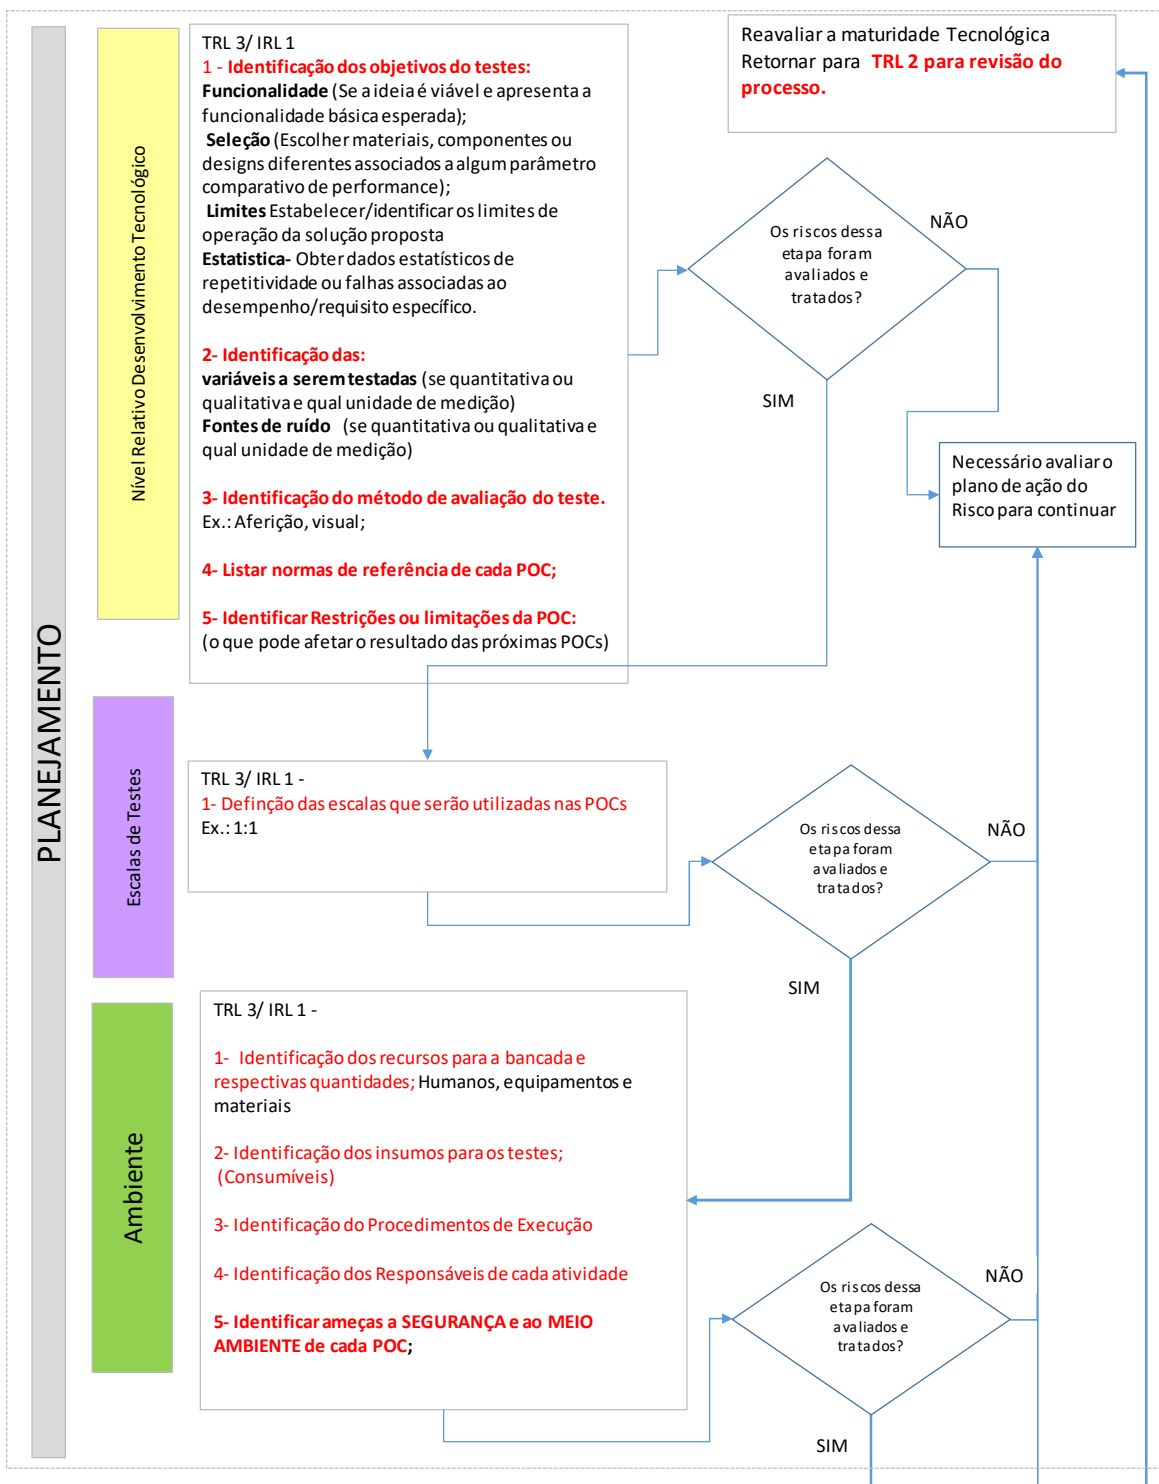 PLANEJAMENTO
Nível Relativo Desenvolvimento Tecnológico
TRL 3/ IRL 1
1 - Identificação dos objetivos do testes:
Funcionalidade (Se a ideia é viável e apresenta a
funcionalidade básica esperada);
Seleção (Escolher materiais, componentes ou
designs diferentes associados a algum parâmetro
comparativo de performance);
Limites Estabelecer/identificar os limites de
operação da solução proposta
Estatistica- Obter dados estatísticos de
repetitividade ou falhas associadas ao
desempenho/requisito específico.
2- Identificação das:
variáveis a serem testadas (se quantitativa ou
qualitativa e qual unidade de medição)
Fontes de ruído (se quantitativa ou qualitativa e
qual unidade de medição)
3- Identificação do método de avaliação do teste.
Ex.: Aferição, visual;
4- Listar normas de referência de cada POC;
5- Identificar Restrições ou limitações da POC:
(o que pode afetar o resultado das próximas POCs)
Reavaliar a maturidade Tecnológica
Retornar para TRL 2 para revisão do
processo.
Os riscos dessa
etapa foram
avaliados e
tratados?
NÃO
SIM
Necessário avaliar o
plano de ação do
Risco para continuar
Escalas de Testes
TRL 3/ IRL 1 -
1- Definção das escalas que serão utilizadas nas POCs
Ex.: 1:1
Os riscos dessa
etapa foram
avaliados e
tratados?
NÃO
SIM
Ambiente
TRL 3/ IRL 1 -
1- Identificação dos recursos para a bancada e
respectivas quantidades; Humanos, equipamentos e
materiais
2- Identificação dos insumos para os testes;
(Consumíveis)
3- Identificação do Procedimentos de Execução
4- Identificação dos Responsáveis de cada atividade
5- Identificar ameças a SEGURANÇA e ao MEIO
AMBIENTE de cada POC;
Os riscos dessa
etapa foram
avaliados e
tratados?
NÃO
SIM